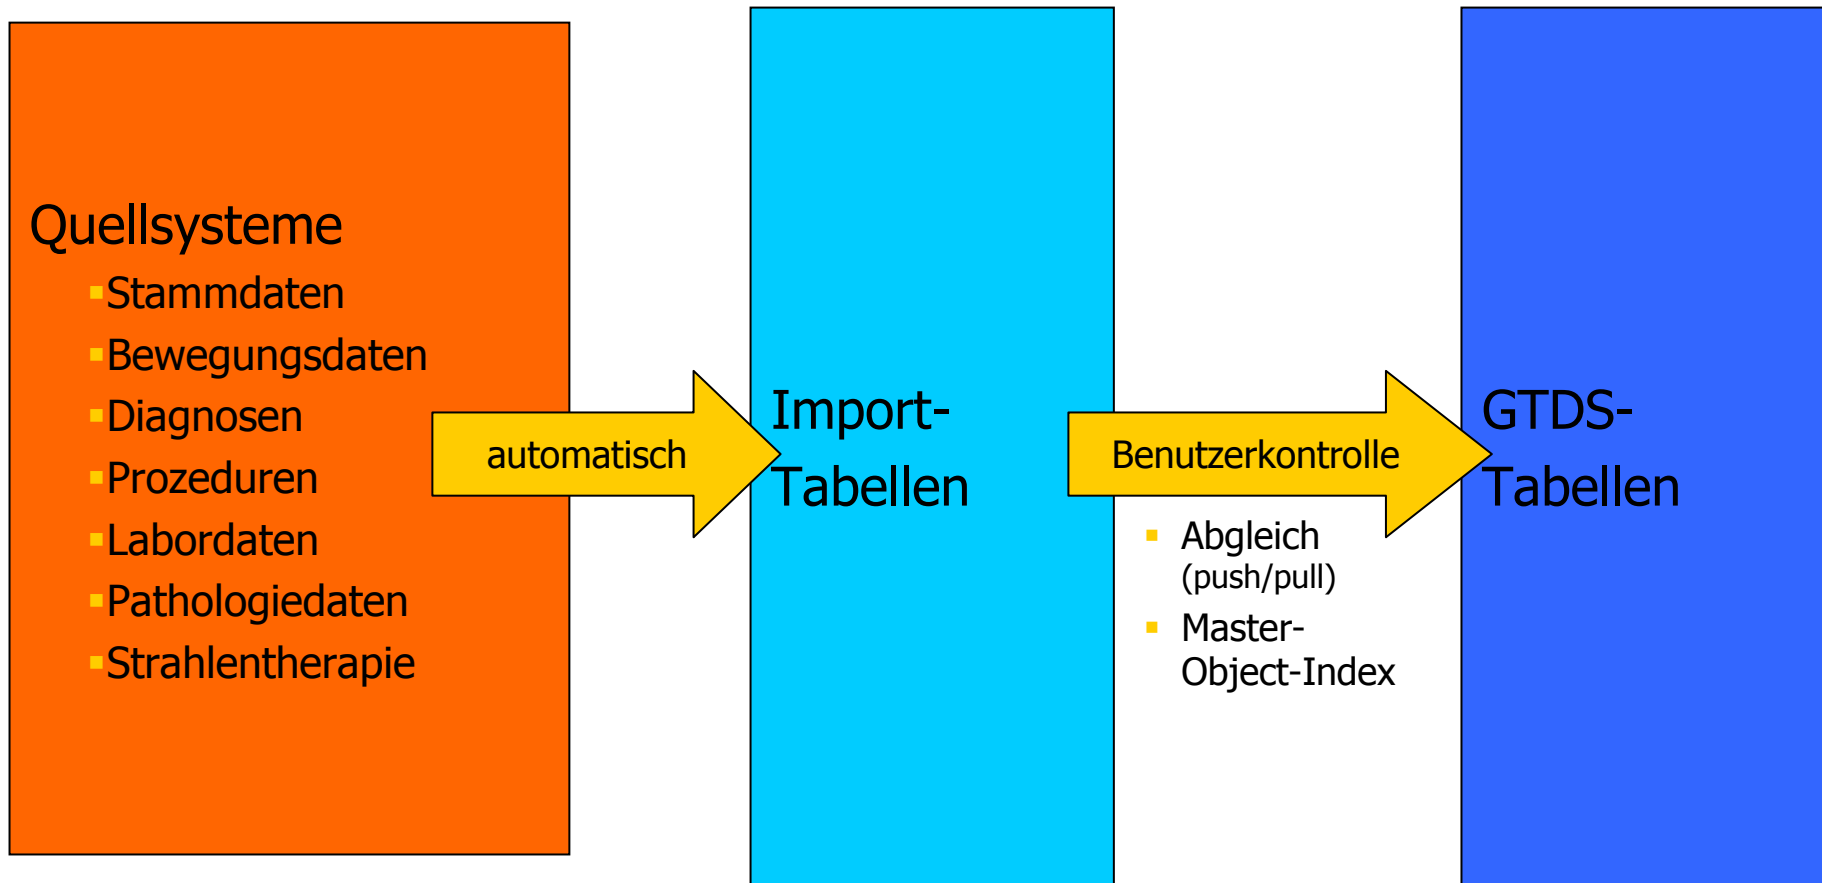 Quellsysteme
Stammdaten
Bewegungsdaten
Diagnosen
Prozeduren
Labordaten
Pathologiedaten
Strahlentherapie
automatisch
Import-
Tabellen
Benutzerkontrolle
Abgleich
(push/pull)
Master-
Object-Index
GTDS-
Tabellen